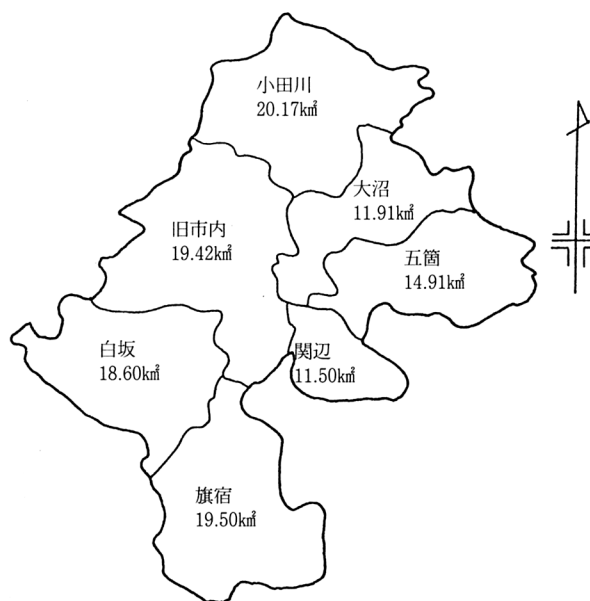 小田川
20.17k㎡
大沼
11.91k㎡
旧市内
19.42k㎡
五箇
14.91k㎡
白坂
18.60k㎡
関辺
11.50k㎡
旗宿
19.50k㎡